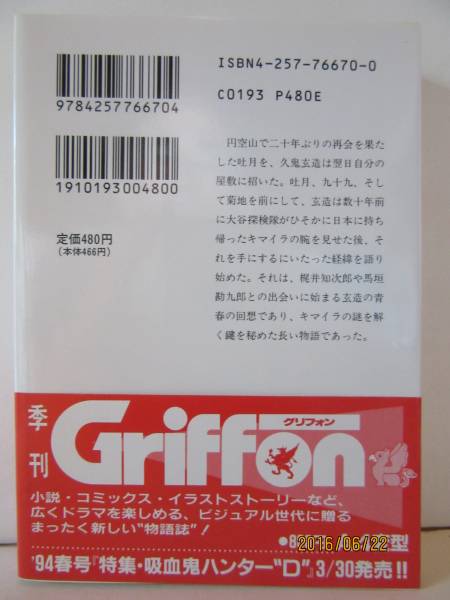 ISBN4-257-76670-0
C0193 P480E
9784257766704
1910193004800
定価480円
(本体466円)
円空山で二十年ぶりの再会を果た
した吐月を、久鬼玄造は翌日自分の
屋敷に招いた。吐月、九十九、そし
て菊地を前にして、玄造は数十年前
に大谷探検隊がひそかに日本に持ち
帰ったキマイラの腕を見せた後、そ
れを手にするにいたった経緯を語り
始めた。それは、梶井知次郎や馬垣
勘九郎との出会いに始まる玄造の青
春の回想であり、キマイラの謎を解
く鍵を秘めた長い物語であった。
季刊
Griffon
グリフォン
小説・コミックス・イラストストーリーなど、
広くドラマを楽しめる、ビジュアル世代に贈る
まったく新しい“物語誌”!
型
2016/06/22
'94春号『特集・吸血鬼ハンター“D”』3/30発売!!